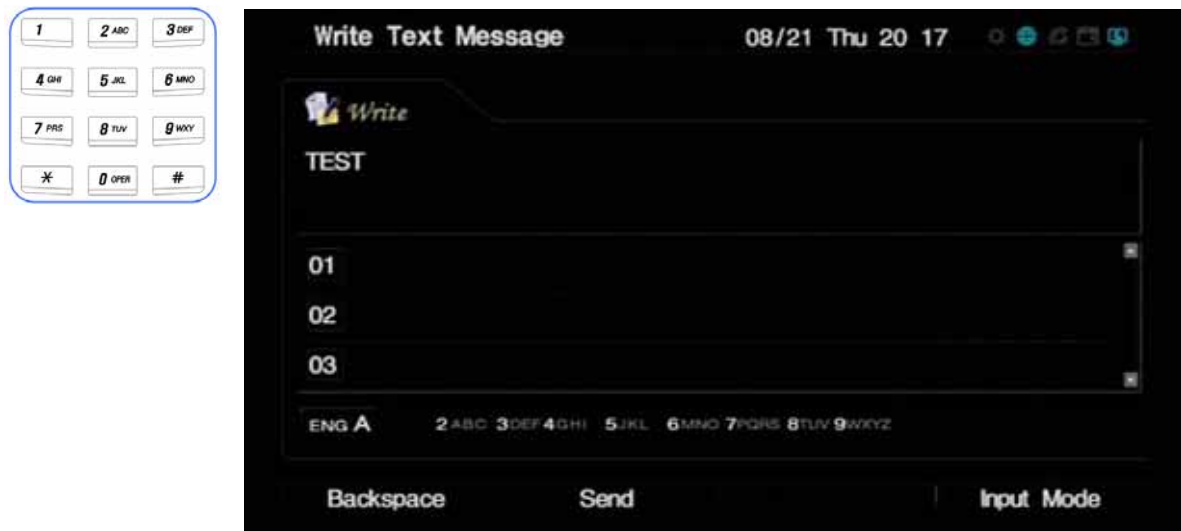 1 2 ABC 3 DEF
4 GHI 5 JKL 6 MNO
7 PRS 8 TUV 9 WXY
* 0 OPER #
Write Text Message 08/21 Thu 20 17
Write
TEST
01
02
03
ENG A 2ABC 3DEF 4GHI 5JKL 6MNO 7PQRS 8TUV 9WXYZ
Backspace Send Input Mode